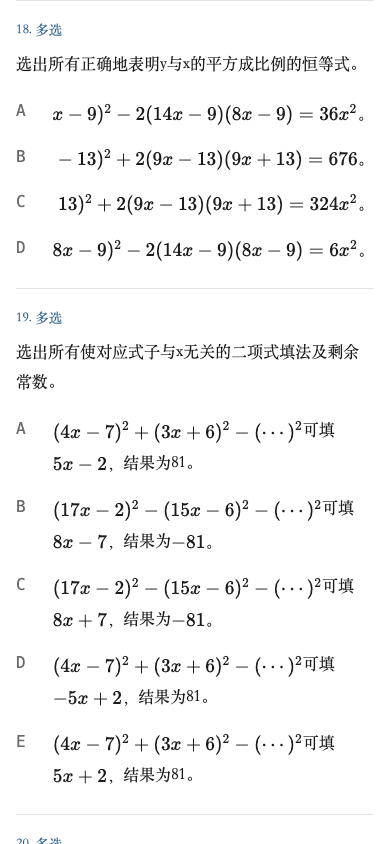 18. 多选
选出所有正确地表明y与x的平方成比例的恒等式。
A x − 9)² − 2(14x − 9)(8x − 9) = 36x²。
B − 13)² + 2(9x − 13)(9x + 13) = 676。
C 13)² + 2(9x − 13)(9x + 13) = 324x²。
D 8x − 9)² − 2(14x − 9)(8x − 9) = 6x²。
19. 多选
选出所有使对应式子与x无关的二项式填法及剩余
常数。
A (4x − 7)² + (3x + 6)² − (⋯)²可填
5x − 2，结果为81。
B (17x − 2)² − (15x − 6)² − (⋯)²可填
8x − 7，结果为−81。
C (17x − 2)² − (15x − 6)² − (⋯)²可填
8x + 7，结果为−81。
D (4x − 7)² + (3x + 6)² − (⋯)²可填
−5x + 2，结果为81。
E (4x − 7)² + (3x + 6)² − (⋯)²可填
5x + 2，结果为81。
20. 多选